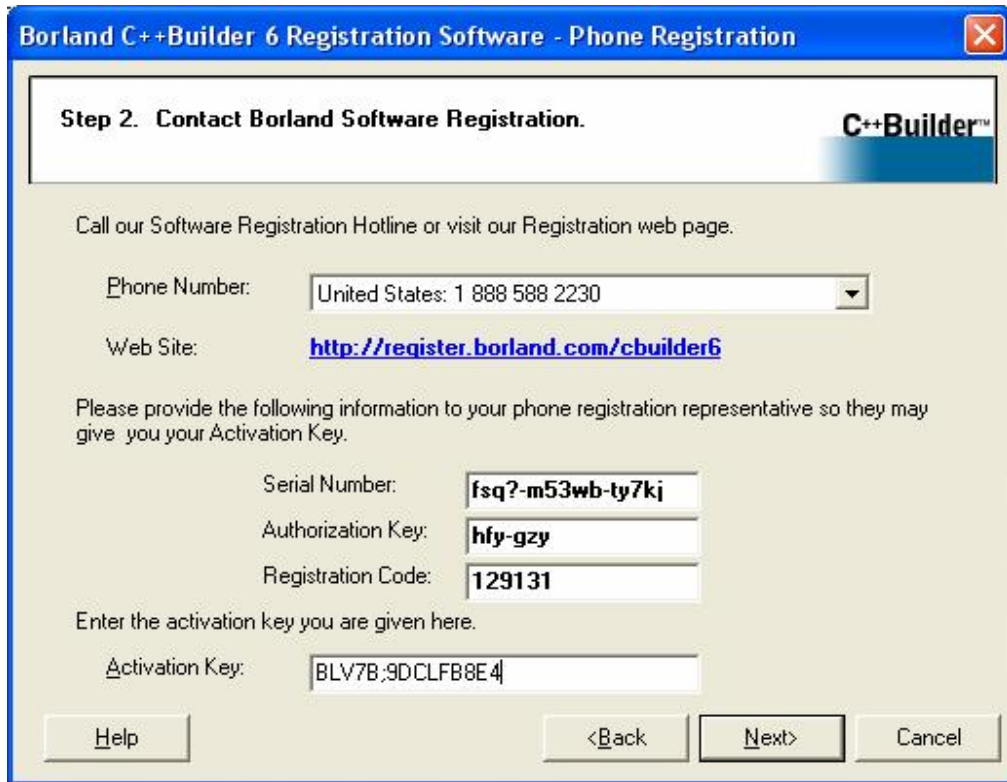 Borland C++Builder 6 Registration Software - Phone Registration
Step 2. Contact Borland Software Registration.
C++Builder™
Call our Software Registration Hotline or visit our Registration web page.
Phone Number: United States: 1 888 588 2230
Web Site: http://register.borland.com/cbuilder6
Please provide the following information to your phone registration representative so they may
give you your Activation Key.
Serial Number: fsq?-m53wb-ty7kj
Authorization Key: hfy-gzy
Registration Code: 129131
Enter the activation key you are given here.
Activation Key: BLV7B;9DCLFB8E4
Help <Back Next> Cancel